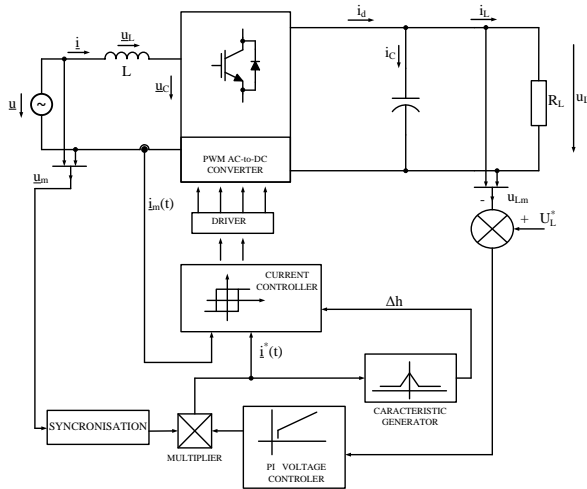 i
u_L
L
u_C
u
~
i_d
i_L
i_C
R_L
u_L
PWM AC-to-DC
CONVERTER
u_m
i_m(t)
DRIVER
u_Lm
-
+ U_L^*
CURRENT
CONTROLLER
Δh
i^*(t)
CARACTERISTIC
GENERATOR
SYNCRONISATION
MULTIPLIER
PI VOLTAGE
CONTROLER